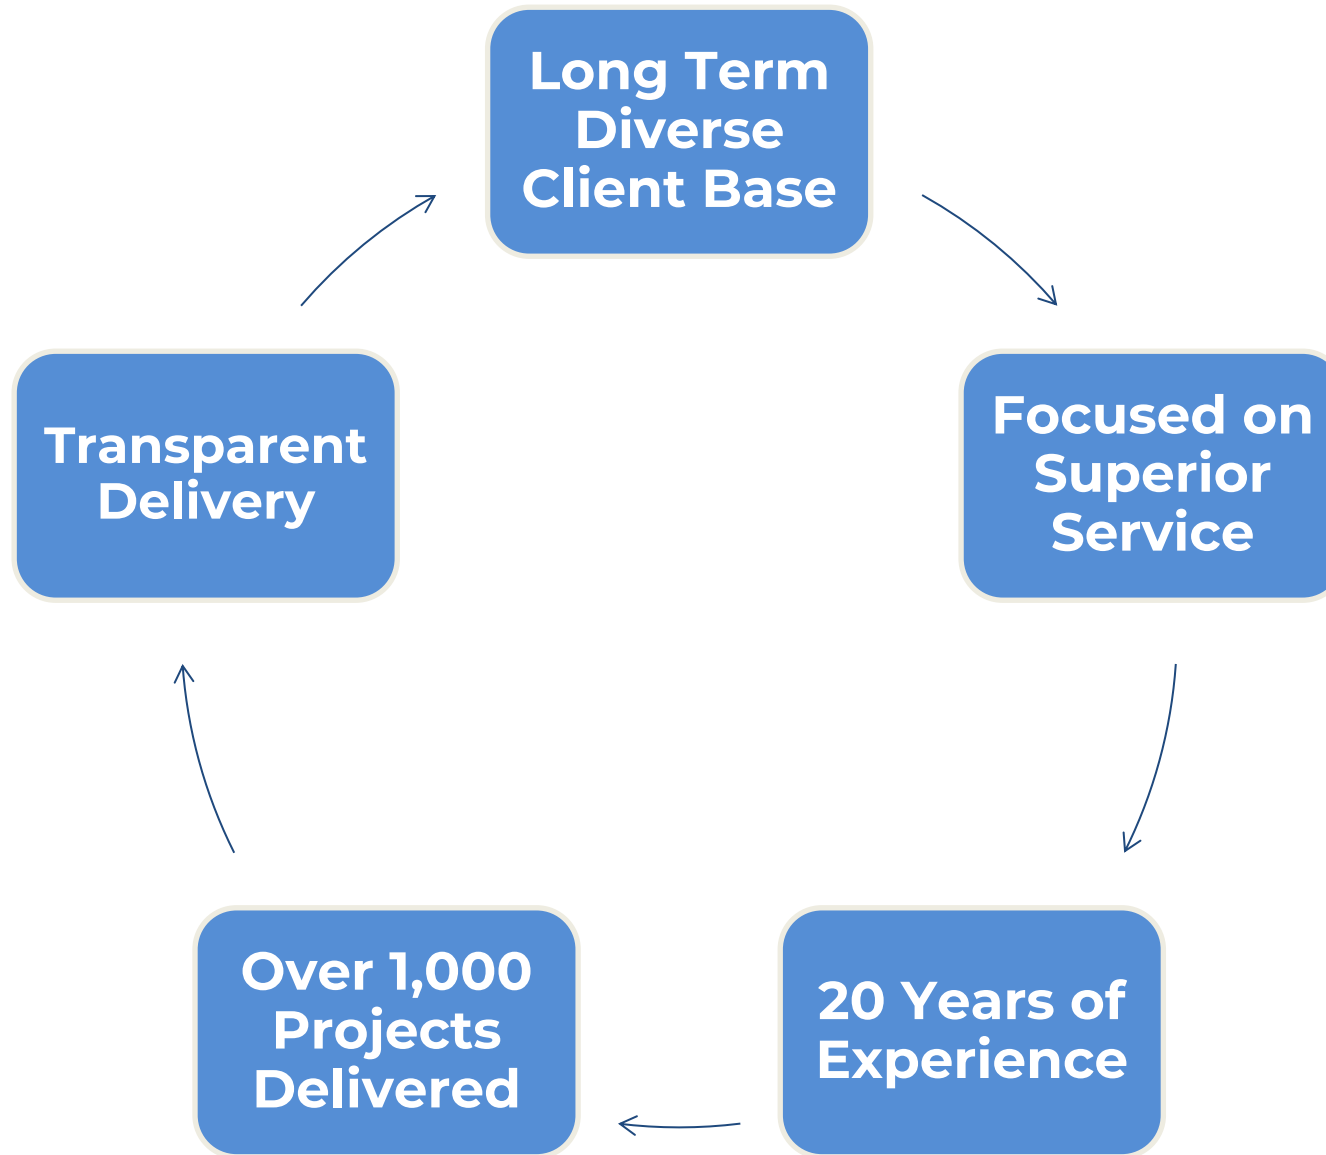 Long Term
Diverse
Client Base
Focused on
Superior
Service
20 Years of
Experience
Over 1,000
Projects
Delivered
Transparent
Delivery